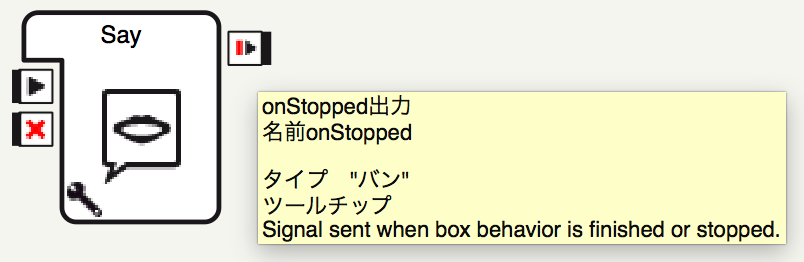 Say
onStopped出力
名前onStopped
タイプ　"バン"
ツールチップ
Signal sent when box behavior is finished or stopped.